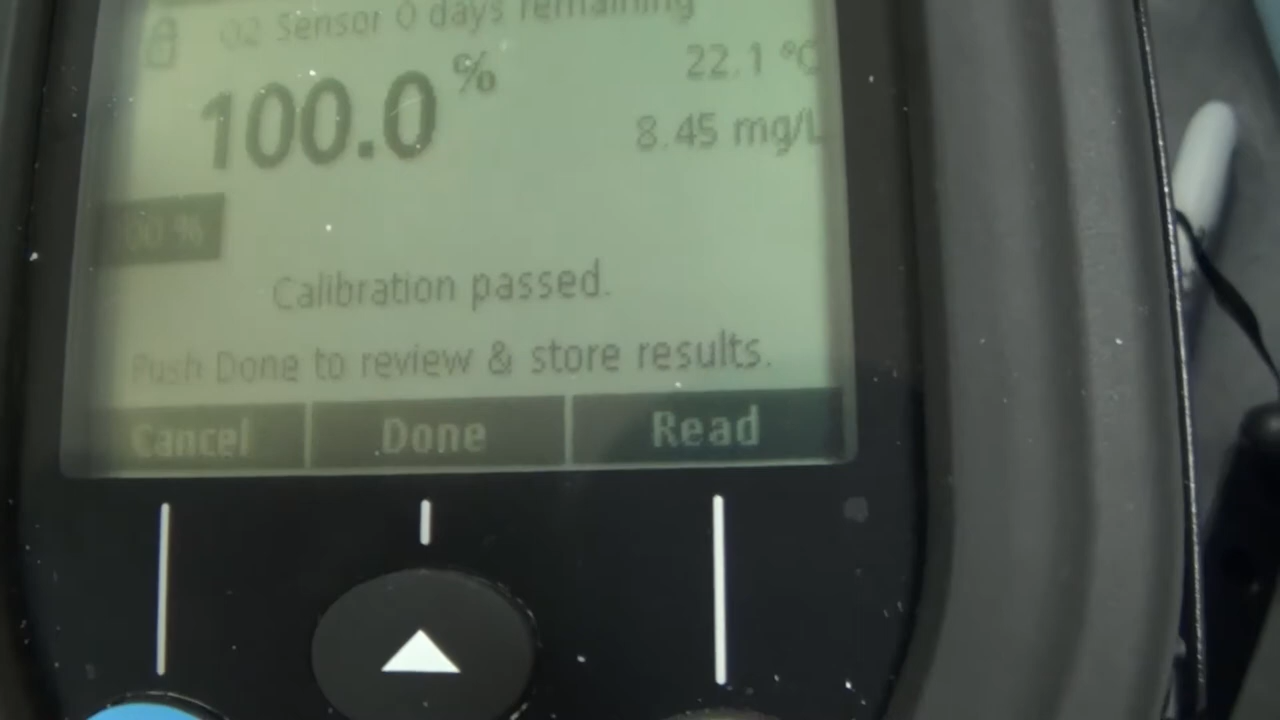 O2 Sensor 0 days remaining
100.0 %
22.1 °C
8.45 mg/L
00 %
Calibration passed.
Push Done to review & store results.
Cancel Done Read